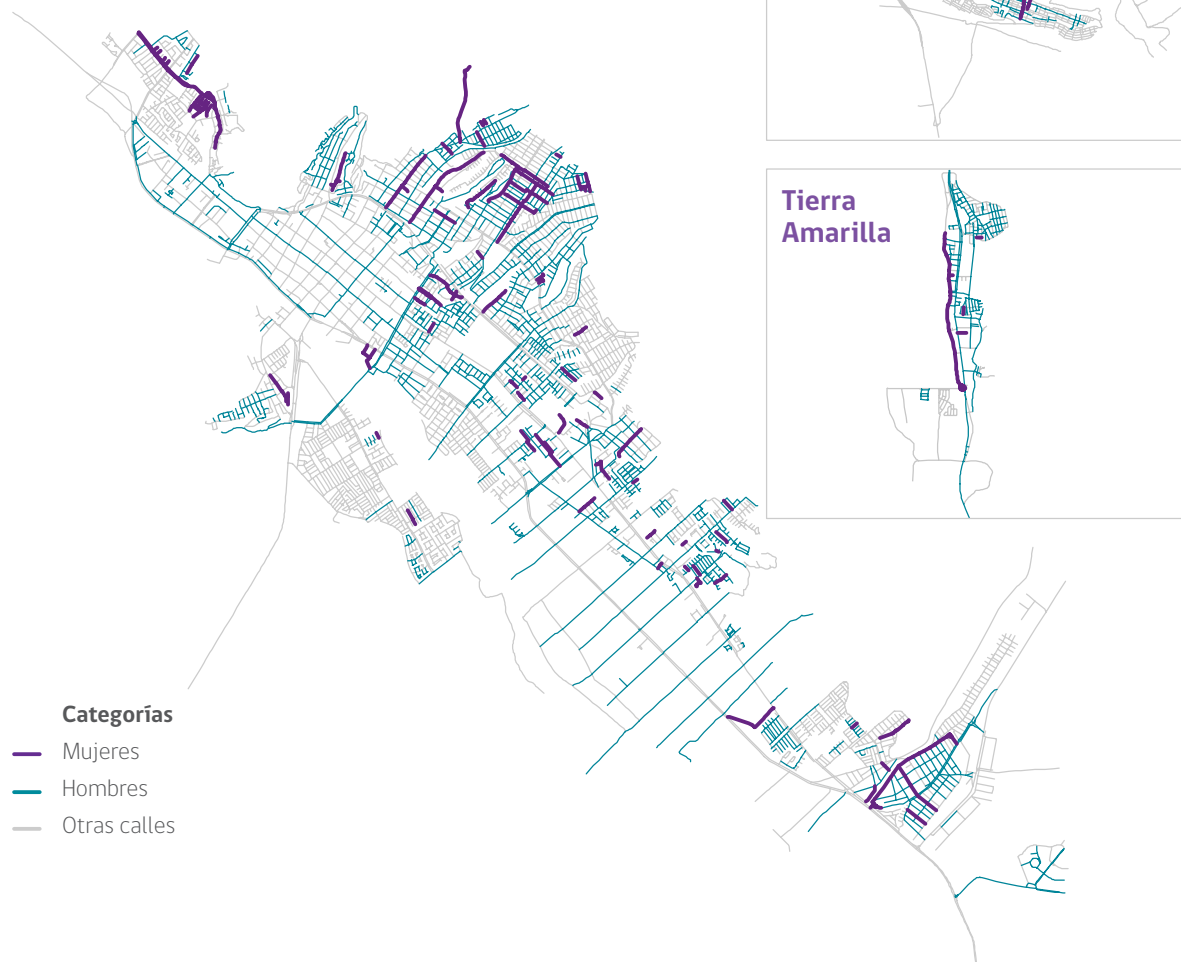 Tierra
Amarilla
Categorías
Mujeres
Hombres
Otras calles